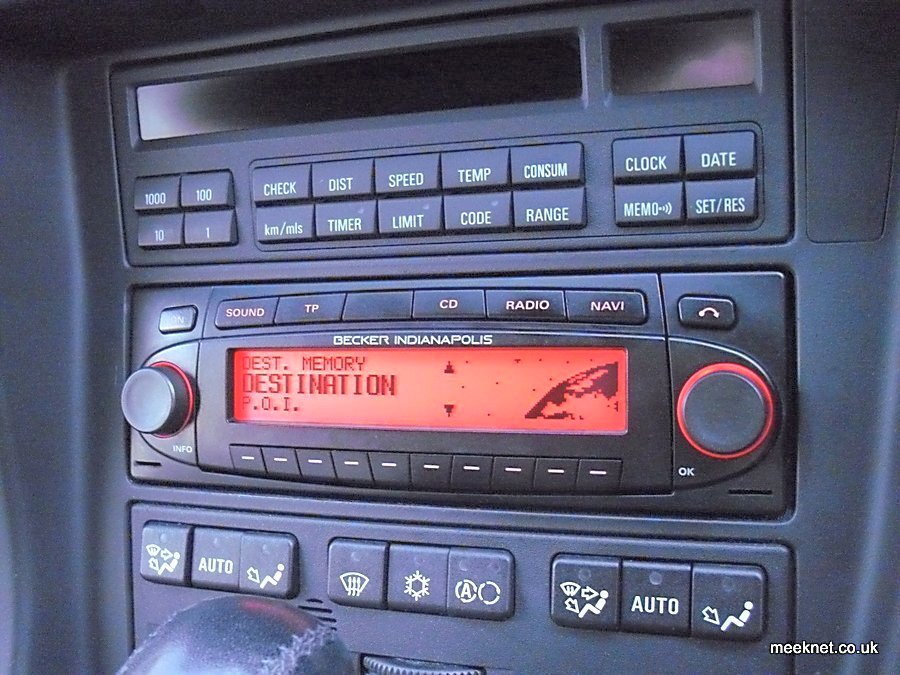 1000 100
10 1
CHECK DIST SPEED TEMP CONSUM
km/mls TIMER LIMIT CODE RANGE
CLOCK DATE
MEMO SET/RES
ON
SOUND TP CD RADIO NAVI
BECKER INDIANAPOLIS
DEST. MEMORY
DESTINATION
P.O.I.
INFO
OK
AUTO
A
AUTO
meeknet.co.uk